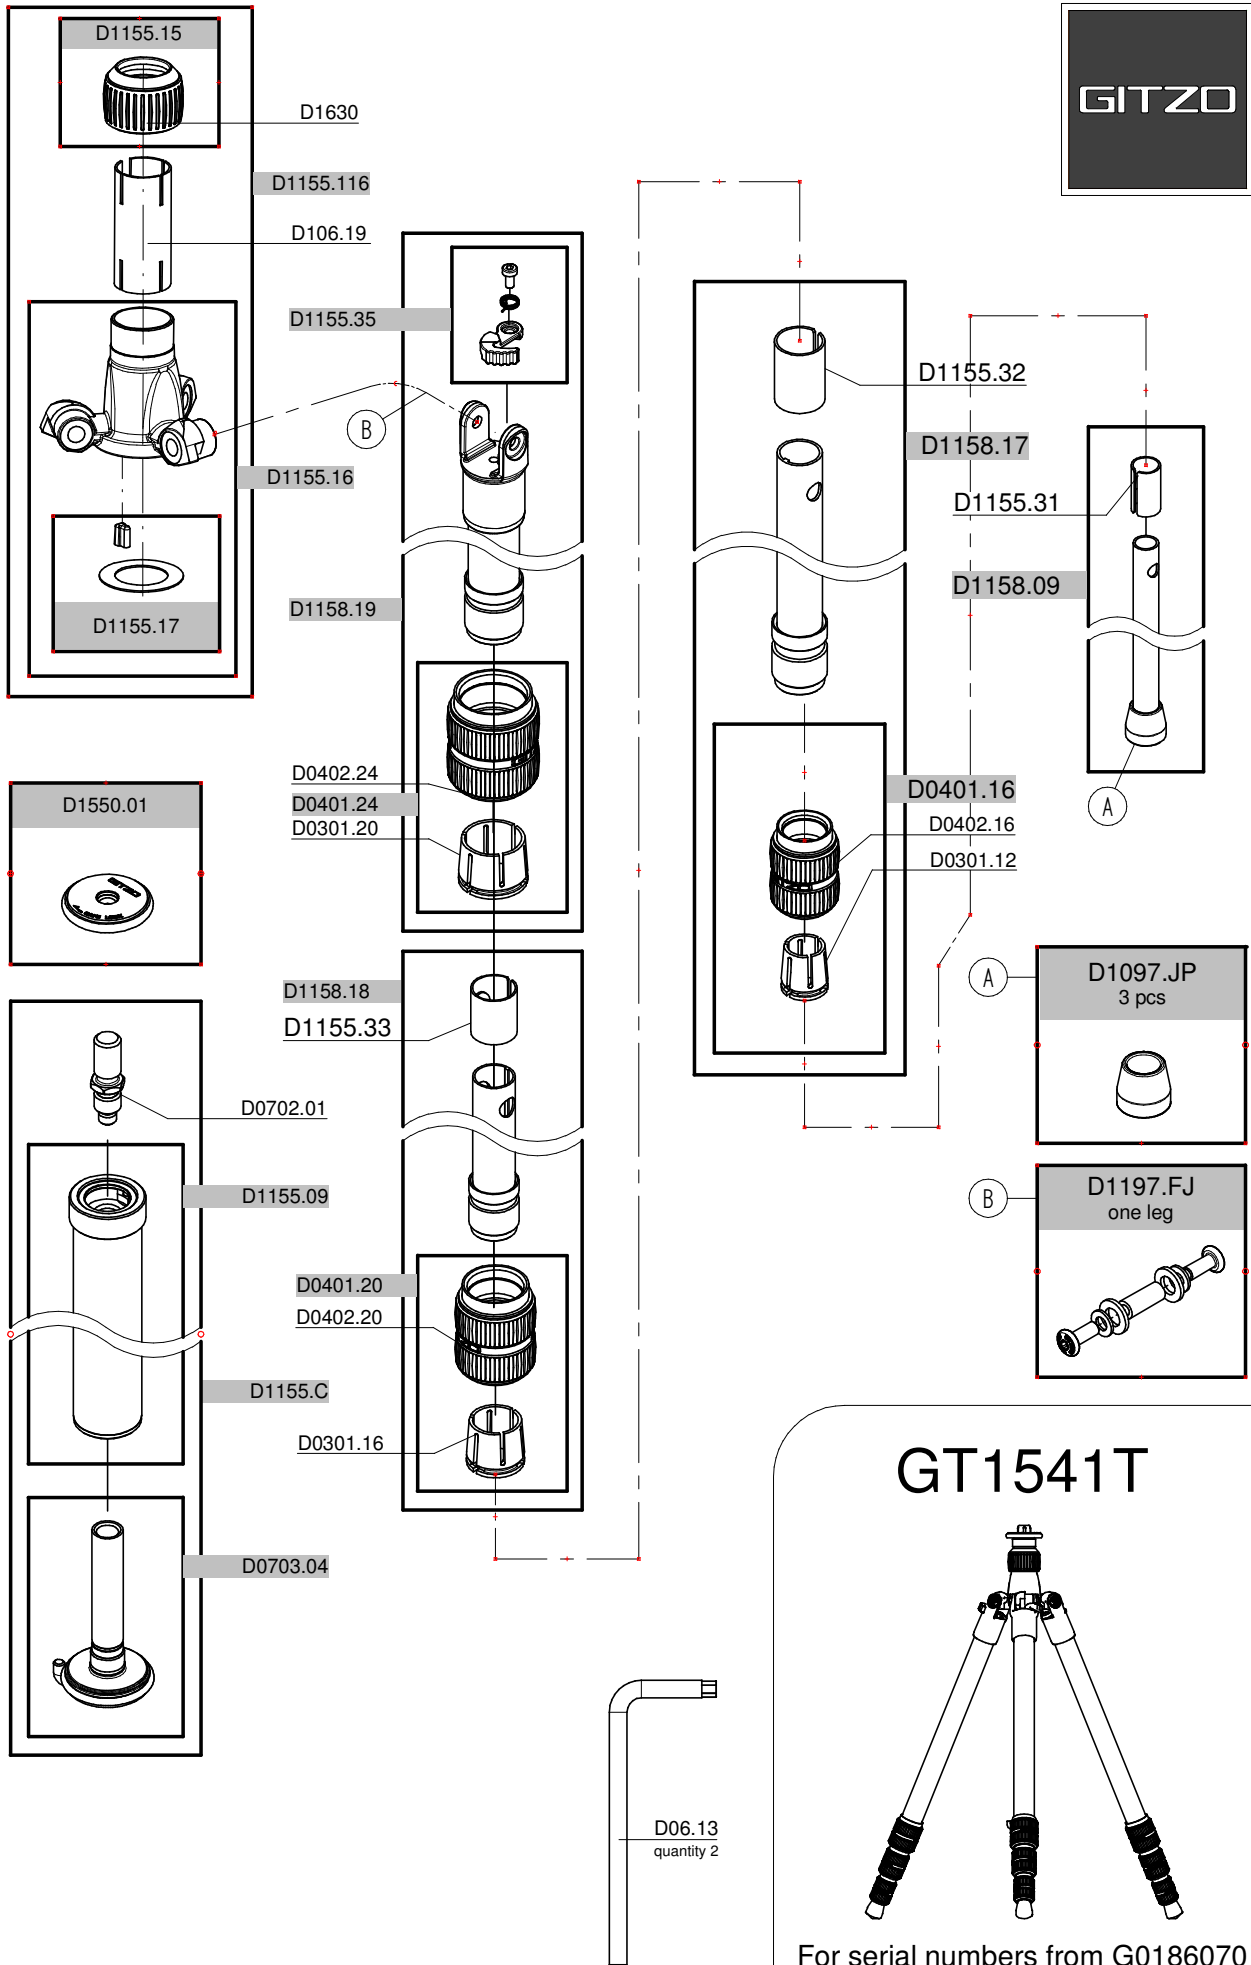 D1155.15
GITZO
D1630
D1155.116
D106.19
D1155.35
B
D1155.16
D1155.17
D1158.19
D1155.32
D1158.17
D1155.31
D1158.09
A
D0402.24
D0401.24
D0301.20
D0401.16
D0402.16
D0301.12
D1550.01
GITZO
D1158.18
D1155.33
A
D1097.JP
3 pcs
D0702.01
D1155.09
B
D1197.FJ
one leg
D0401.20
D0402.20
D1155.C
D0301.16
D0703.04
GT1541T
D06.13
quantity 2
For serial numbers from G0186070